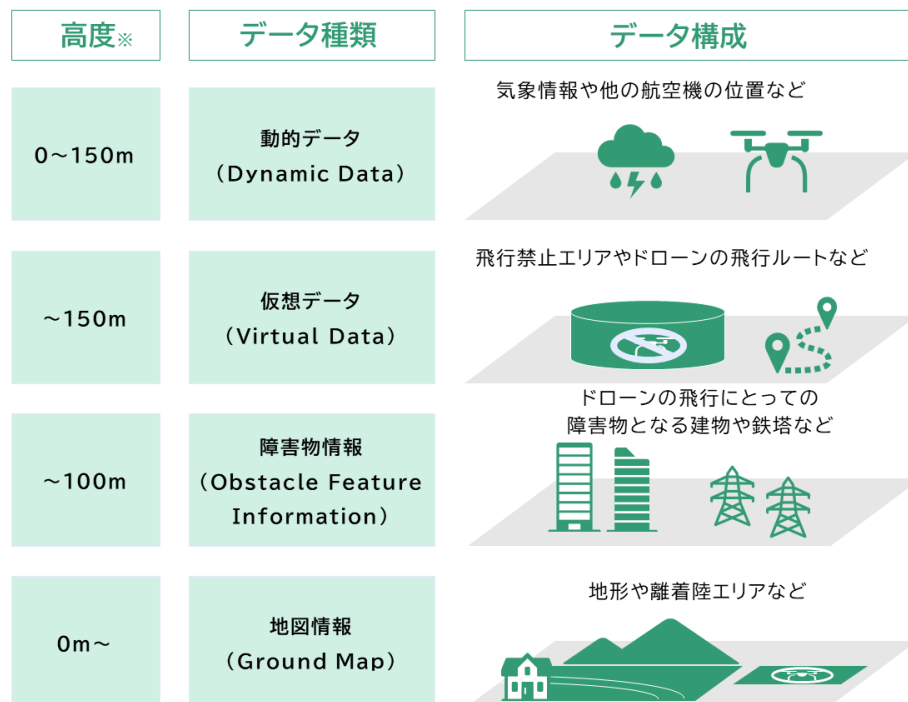 高度※
データ種類
データ構成
0～150m
動的データ
（Dynamic Data）
気象情報や他の航空機の位置など
～150m
仮想データ
（Virtual Data）
飛行禁止エリアやドローンの飛行ルートなど
～100m
障害物情報
（Obstacle Feature
Information）
ドローンの飛行にとっての
障害物となる建物や鉄塔など
0m～
地図情報
（Ground Map）
地形や離着陸エリアなど